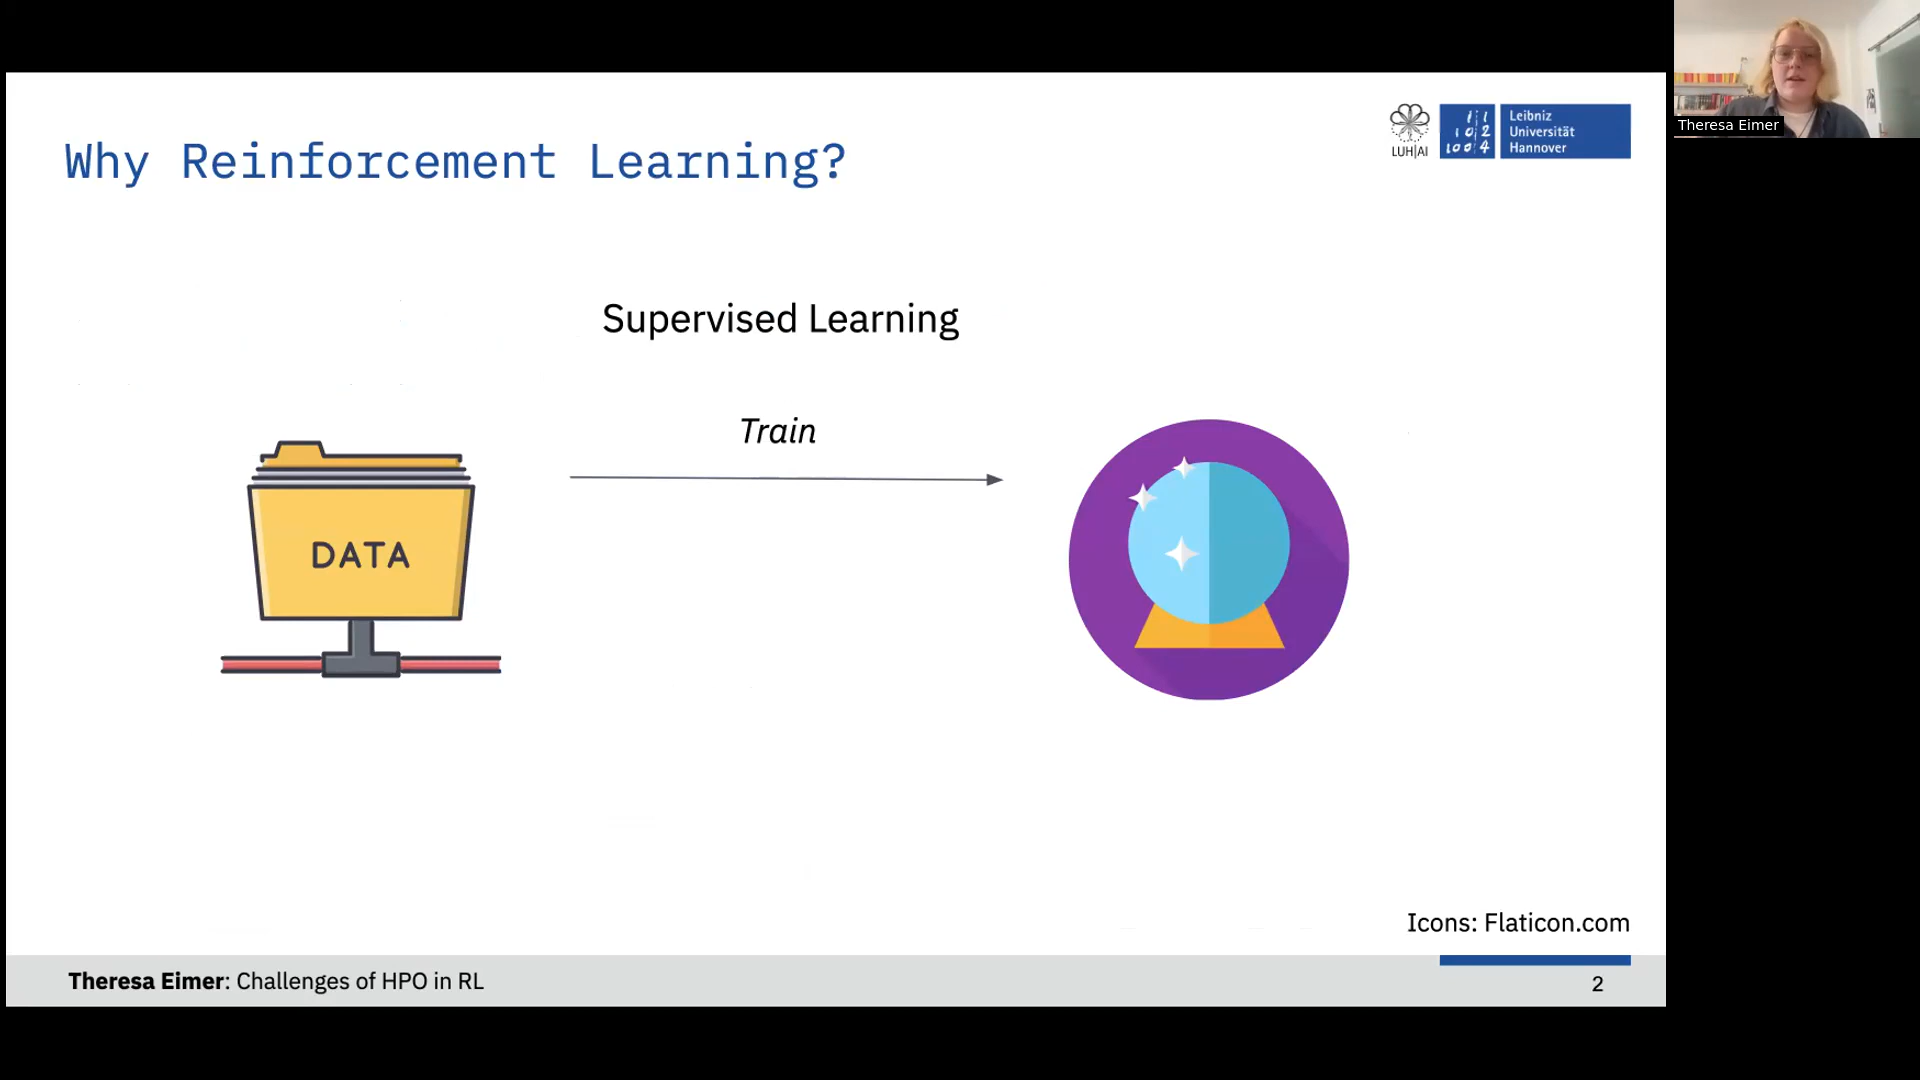 Why Reinforcement Learning?
LUH|AI
Leibniz
Universität
Hannover
Theresa Eimer
Supervised Learning
Train
DATA
Icons: Flaticon.com
Theresa Eimer: Challenges of HPO in RL
2